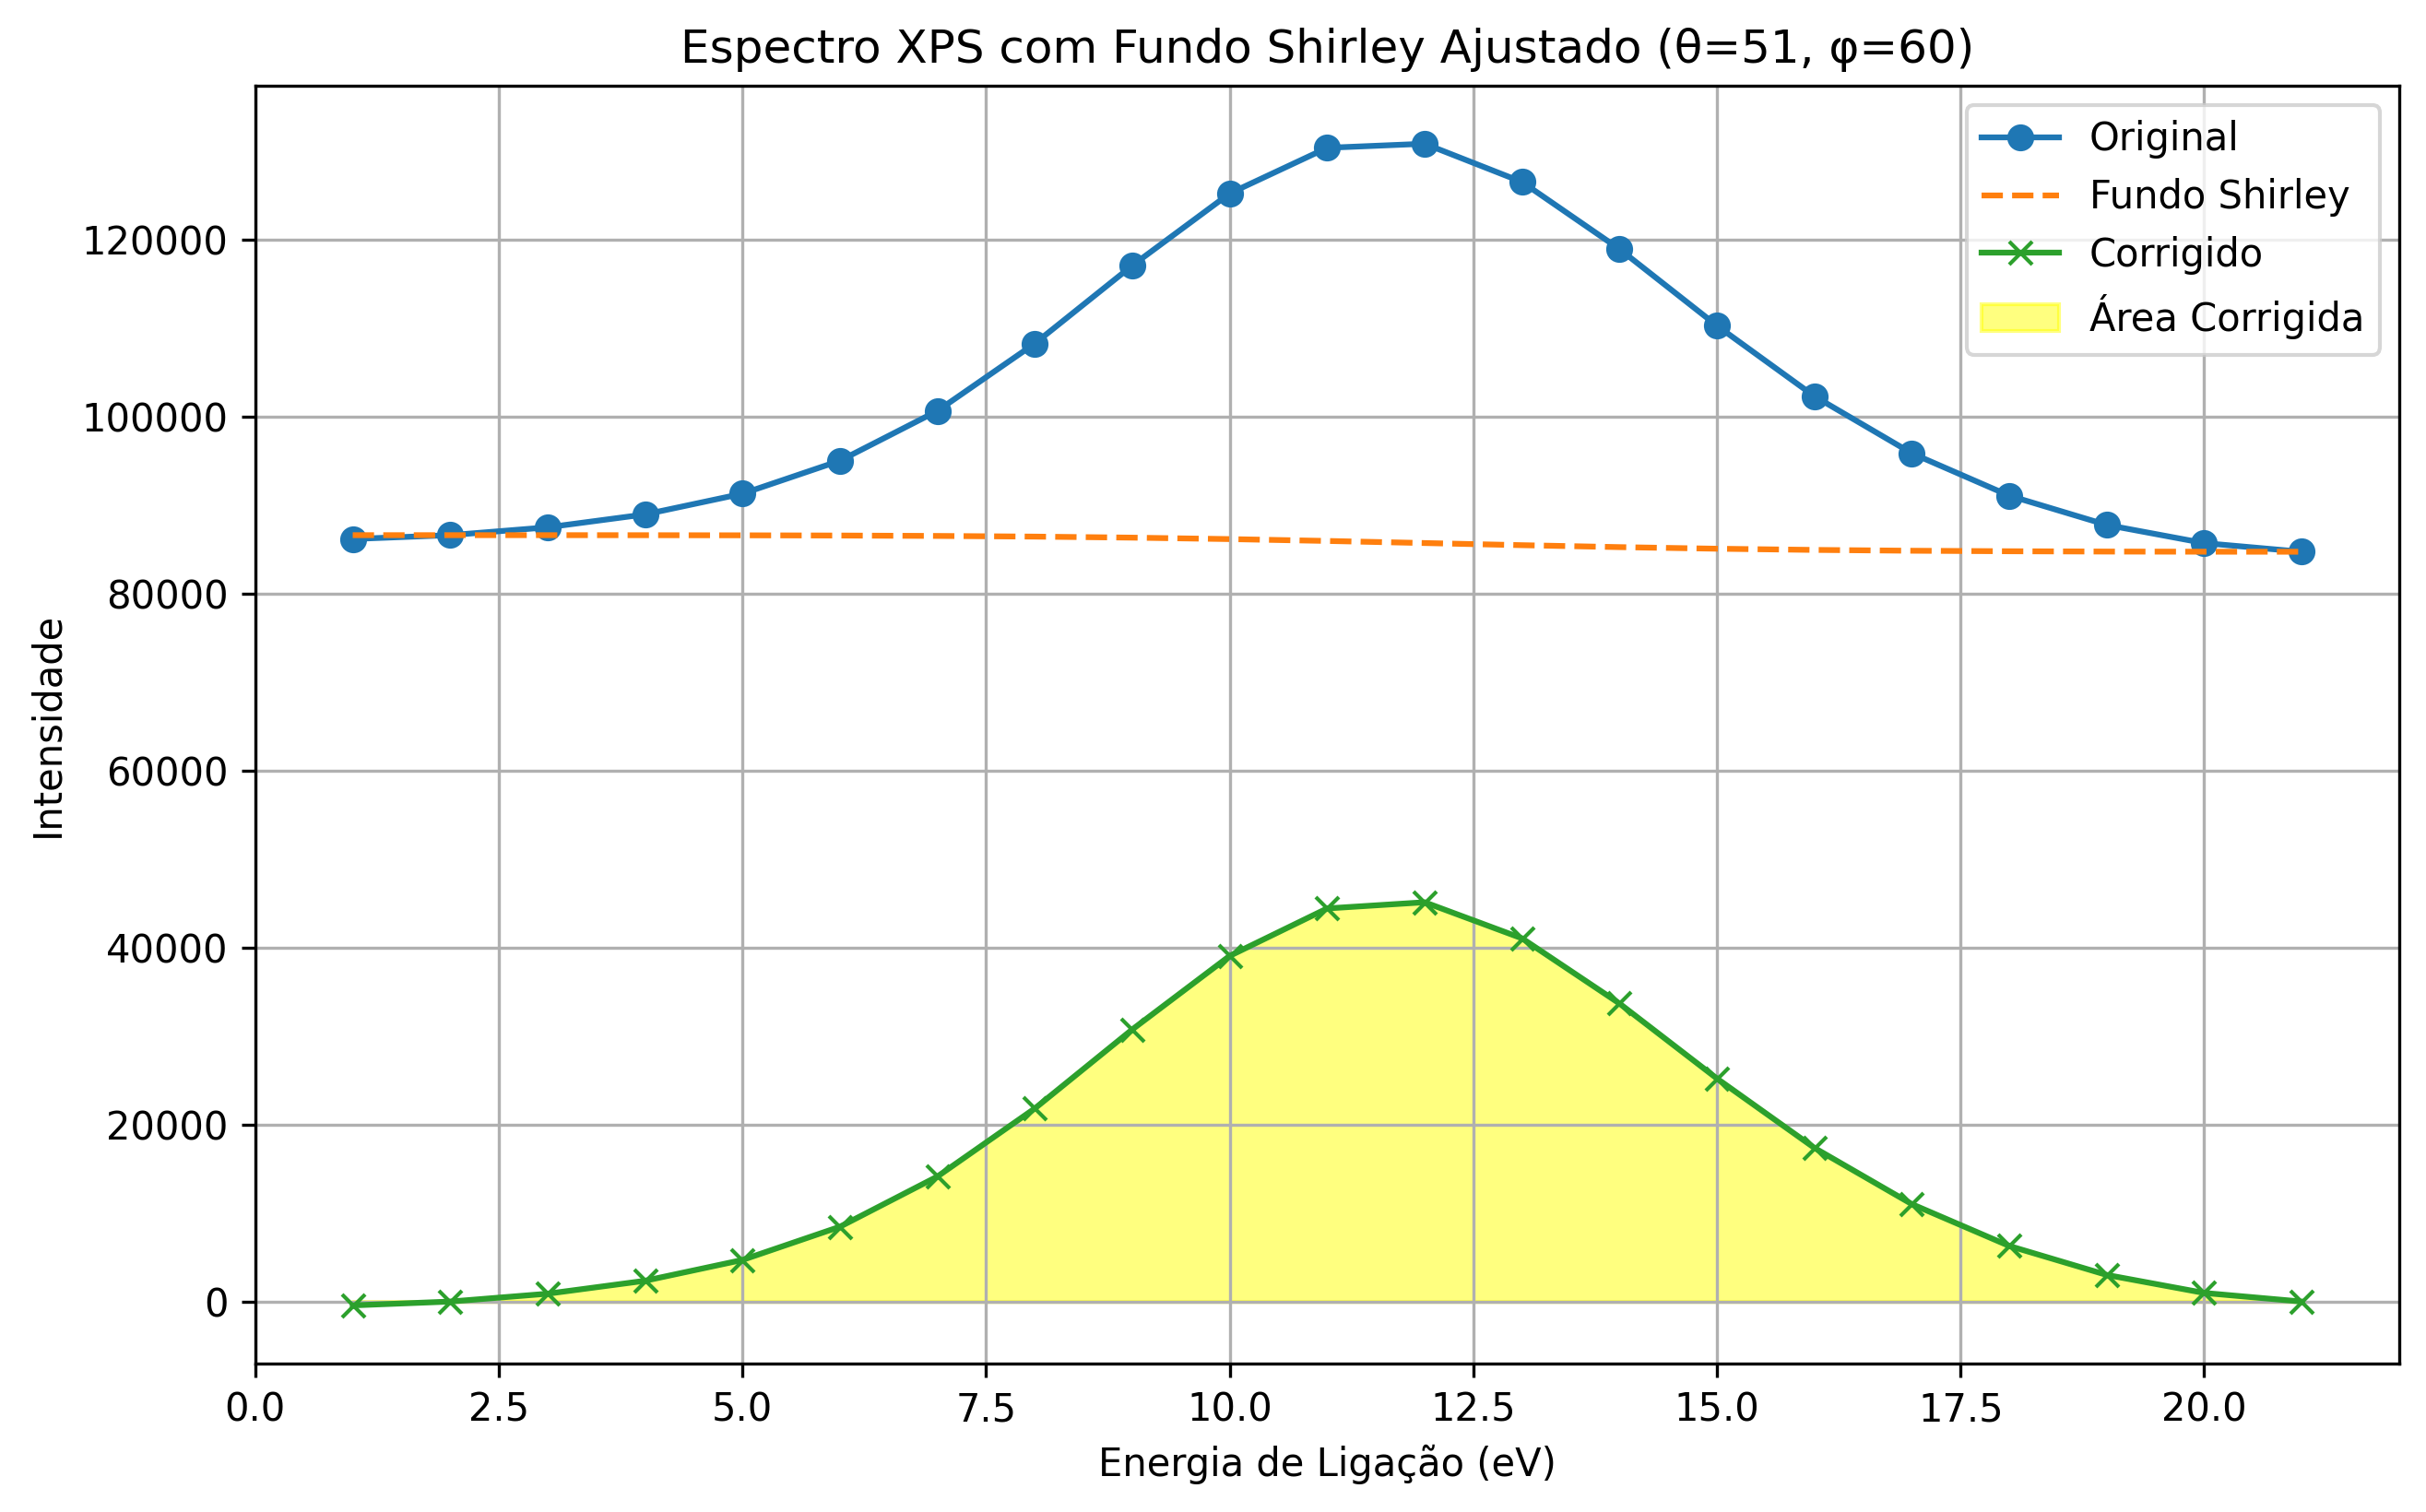 Espectro XPS com Fundo Shirley Ajustado (θ=51, φ=60)
Original
Fundo Shirley
Corrigido
Área Corrigida
Intensidade
120000
100000
80000
60000
40000
20000
0
0.0 2.5 5.0 7.5 10.0 12.5 15.0 17.5 20.0
Energia de Ligação (eV)